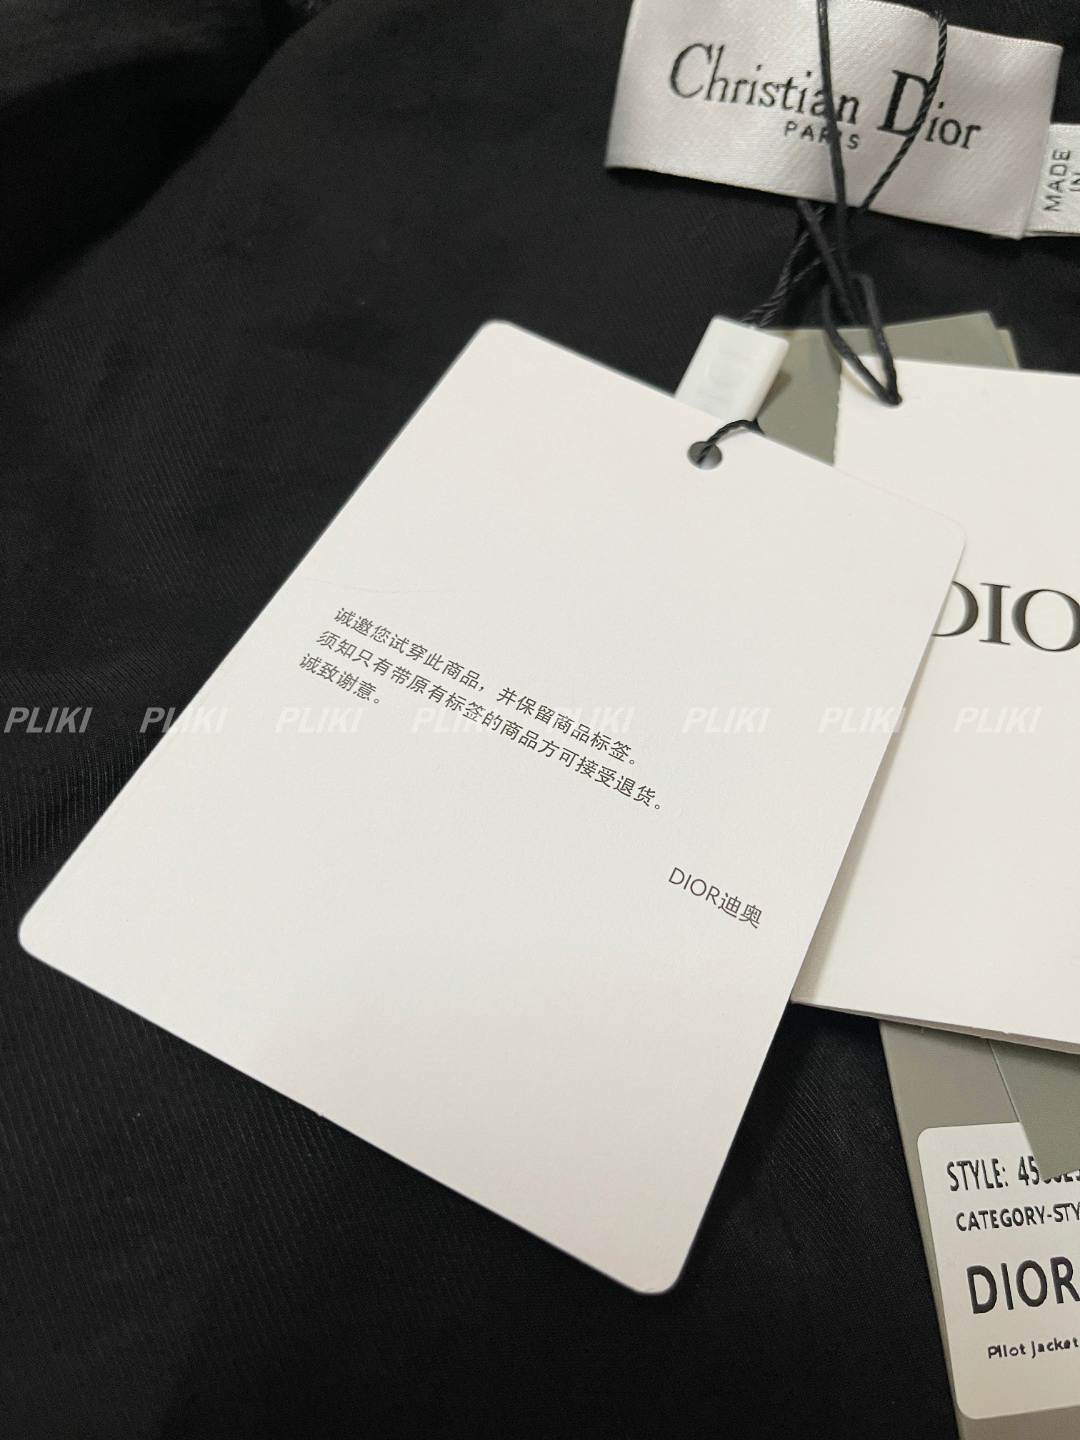 Christian Dior
PARIS
MADE
IN
诚邀您试穿此商品，并保留商品标签。
须知只有带原有标签的商品方可接受退货。
诚致谢意。
DIOR迪奥
DIO
PLIKI PLIKI PLIKI PLIKI PLIKI PLIKI PLIKI PLIKI
STYLE:
CATEGORY-STY
DIOR
Pilot Jacket